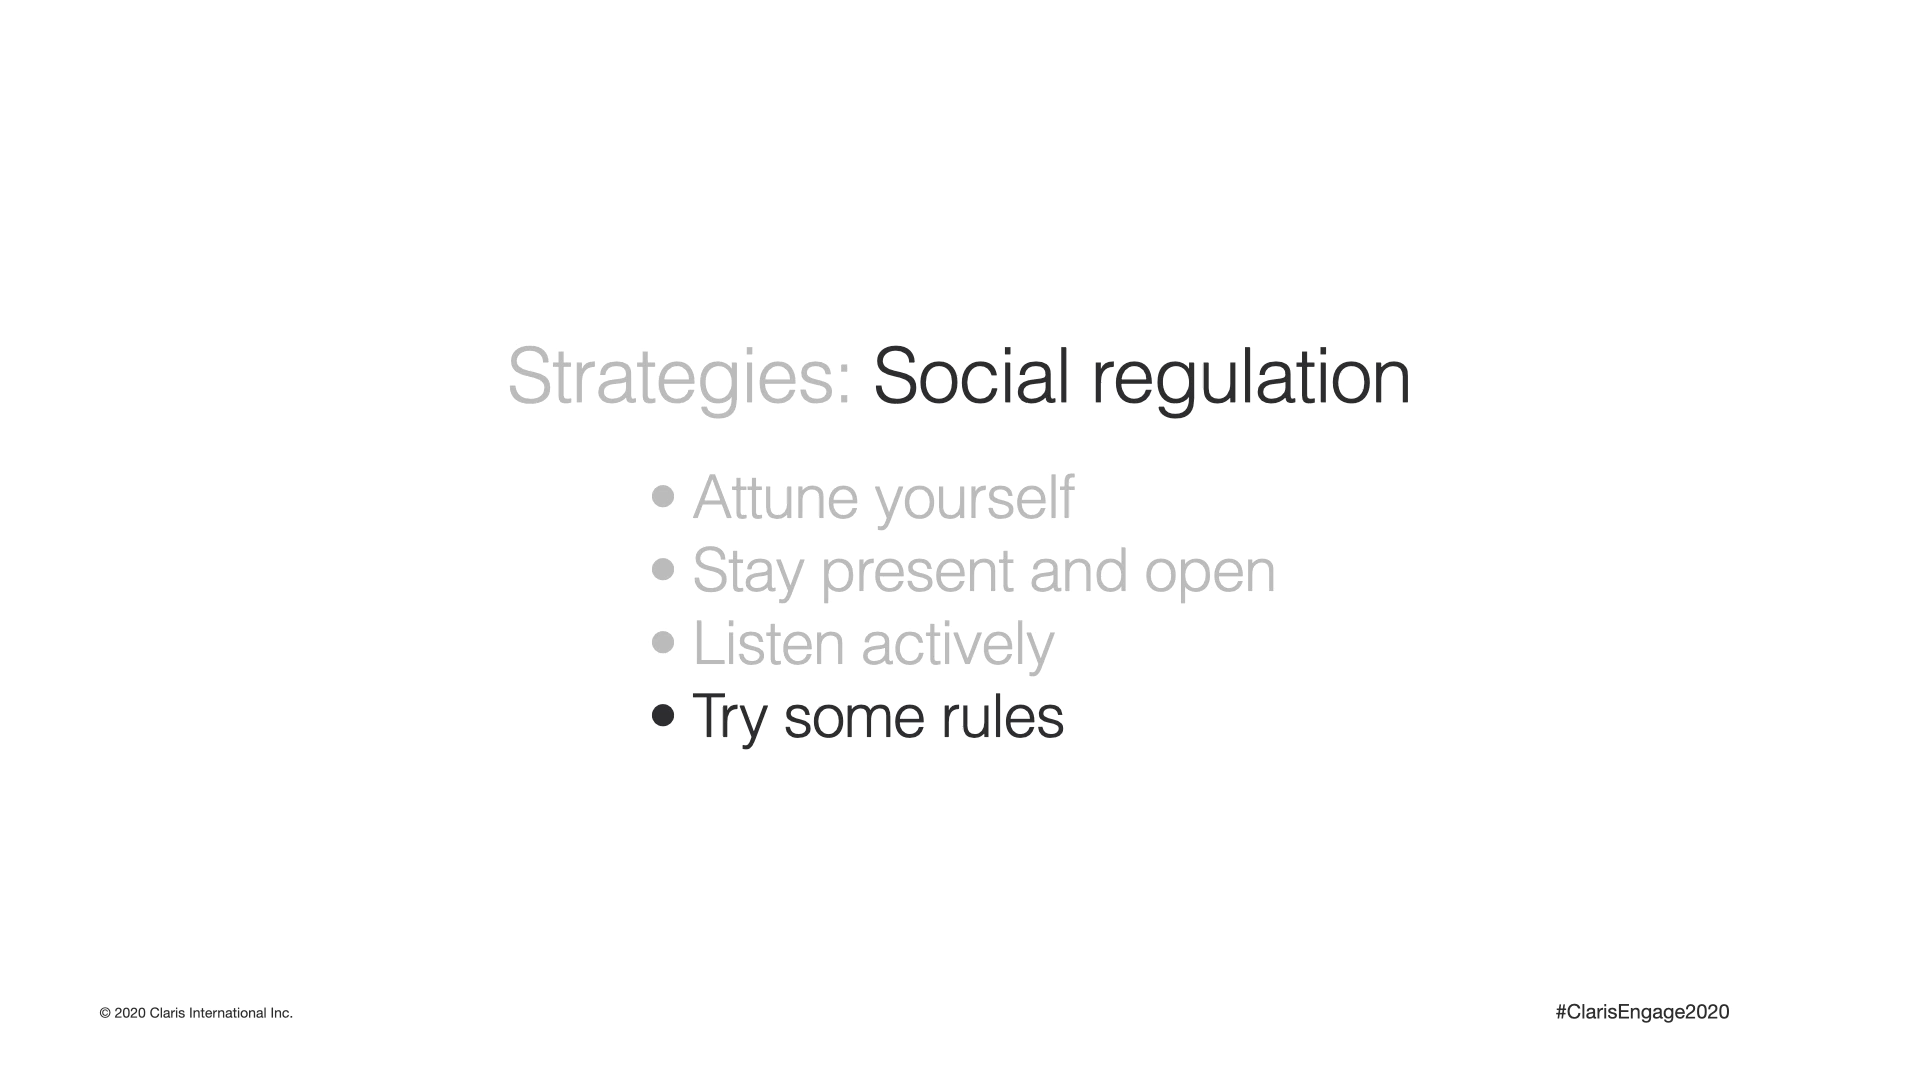 Strategies: Social regulation
• Attune yourself
• Stay present and open
• Listen actively
• Try some rules
© 2020 Claris International Inc.
#ClarisEngage2020